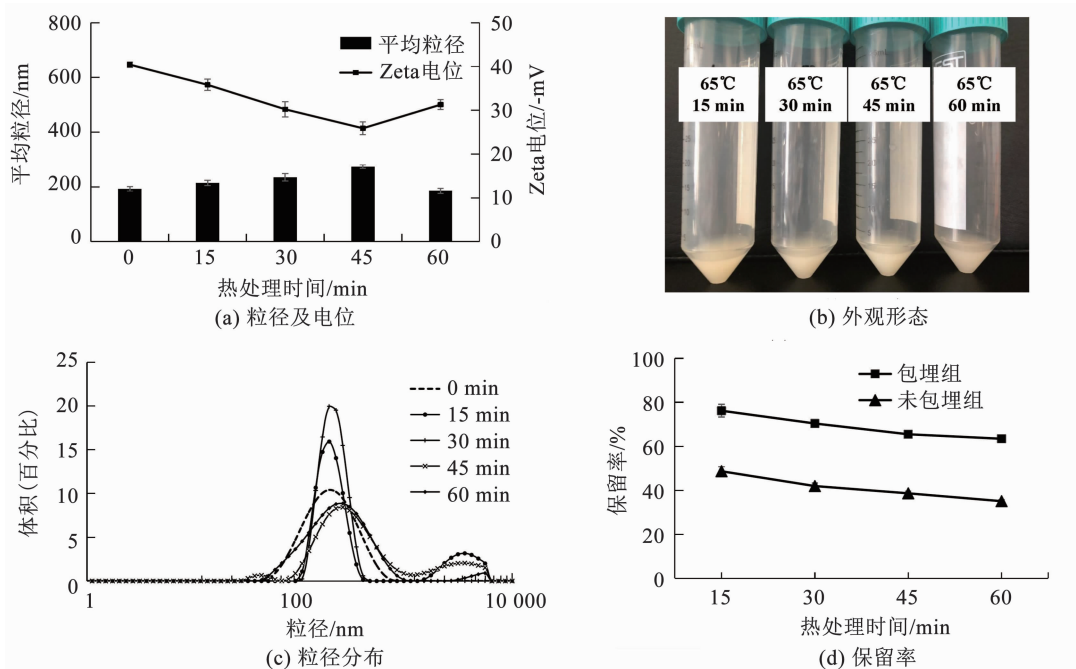 800
600
400
200
0
平均粒径/nm
50
40
30
20
10
0
Zeta电位/-mV
平均粒径
Zeta电位
0 15 30 45 60
热处理时间/min
(a) 粒径及电位
65℃
15 min
65℃
30 min
65℃
45 min
65℃
60 min
(b) 外观形态
25
20
15
10
5
0
体积(百分比)
0 min
15 min
30 min
45 min
60 min
1 100 10 000
粒径/nm
(c) 粒径分布
100
80
60
40
20
0
保留率/%
包埋组
未包埋组
15 30 45 60
热处理时间/min
(d) 保留率